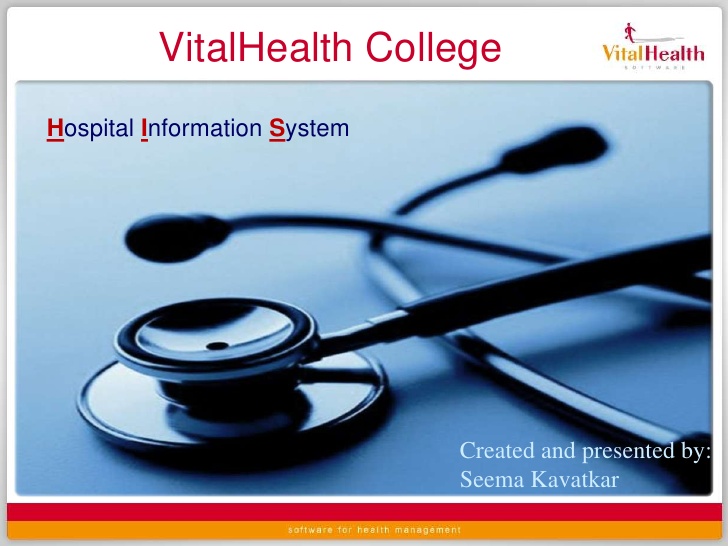 VitalHealth College
VitalHealth
SOFTWARE
Hospital Information System
Created and presented by:
Seema Kavatkar
software for health management